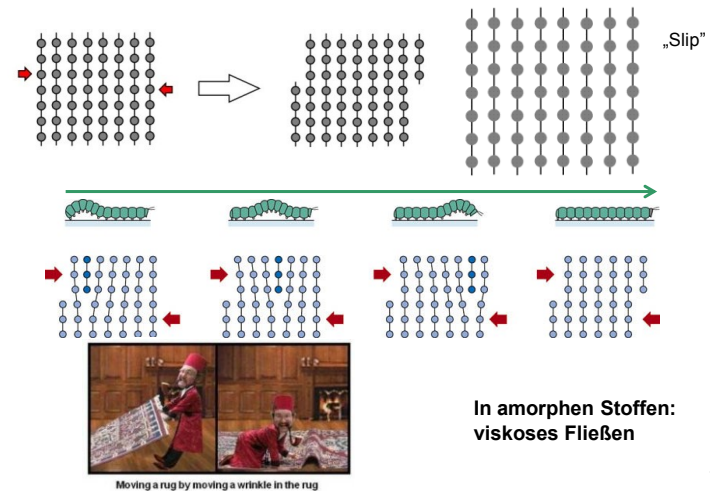 „Slip”
In amorphen Stoffen:
viskoses Fließen
Moving a rug by moving a wrinkle in the rug